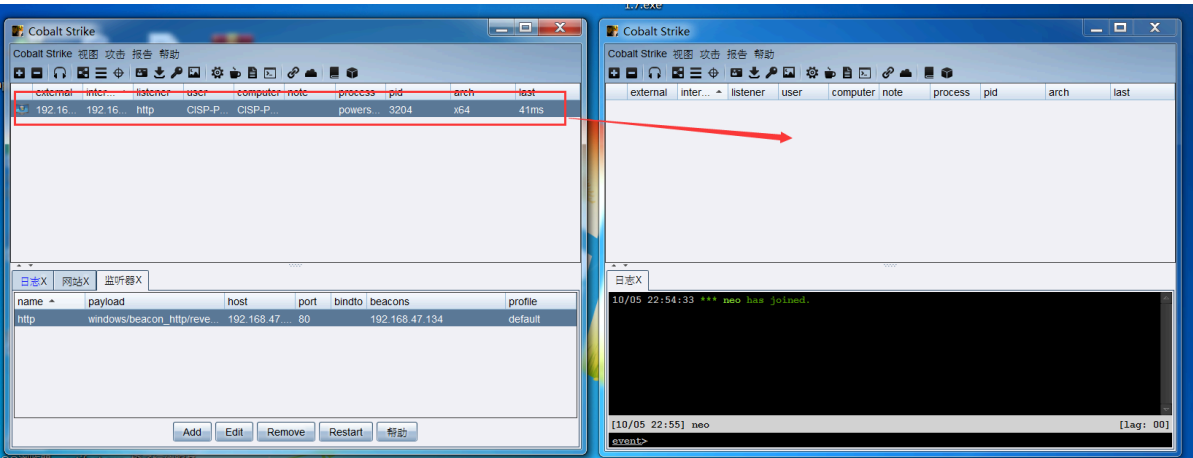 1.7.exe
Cobalt Strike
Cobalt Strike 视图 攻击 报告 帮助
external inter... listener user computer note process pid arch last
192.16... 192.16... http CISP-P... CISP-P... powers... 3204 x64 41ms
日志X 网站X 监听器X
name payload host port bindto beacons profile
http windows/beacon_http/reve... 192.168.47.... 80 192.168.47.134 default
Add Edit Remove Restart 帮助
Cobalt Strike
Cobalt Strike 视图 攻击 报告 帮助
external inter... listener user computer note process pid arch last
日志X
10/05 22:54:33 *** neo has joined.
[10/05 22:55] neo [lag: 00]
event>